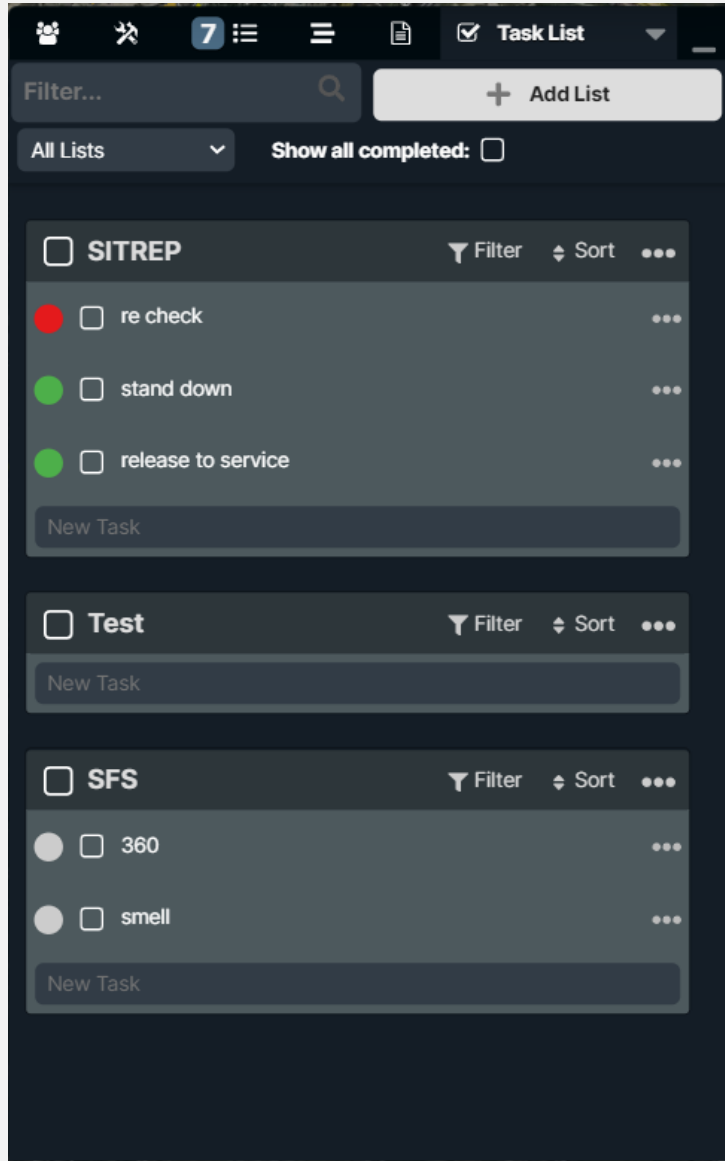 7
Task List
Filter...
Add List
All Lists
Show all completed:
SITREP
Filter
Sort
re check
stand down
release to service
New Task
Test
Filter
Sort
New Task
SFS
Filter
Sort
360
smell
New Task